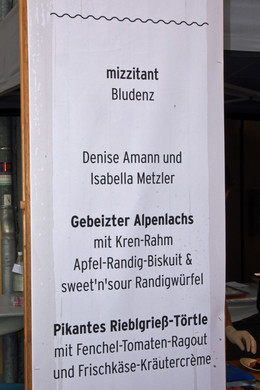 mizzitant
Bludenz
Denise Amann und
Isabella Metzler
Gebeizter Alpenlachs
mit Kren-Rahm
Apfel-Randig-Biskuit &
sweet'n'sour Randigwürfel
Pikantes Rieblgrieß-Törtle
mit Fenchel-Tomaten-Ragout
und Frischkäse-Kräutercrème